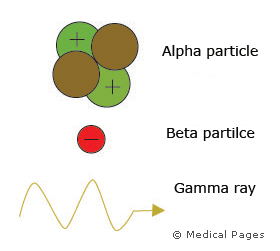 Alpha particle
Beta partilce
Gamma ray
© Medical Pages